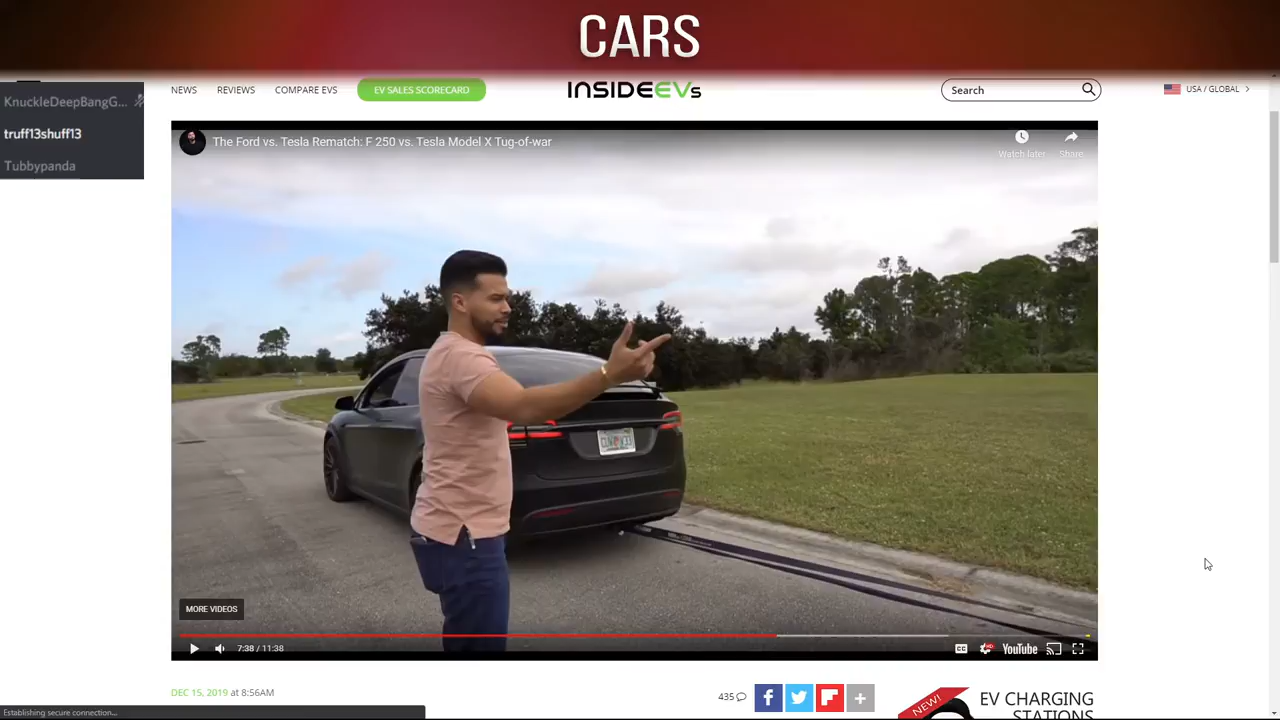 CARS
KnuckleDeepBangG...
truff13shuff13
Tubbypanda
NEWS
REVIEWS
COMPARE EVS
EV SALES SCORECARD
INSIDEEVs
Search
USA / GLOBAL
The Ford vs. Tesla Rematch: F 250 vs. Tesla Model X Tug-of-war
Watch later
Share
MORE VIDEOS
7:38 / 11:38
YouTube
DEC 15, 2019 at 8:56AM
435
NEW!
EV CHARGING
STATIONS
Establishing secure connection...